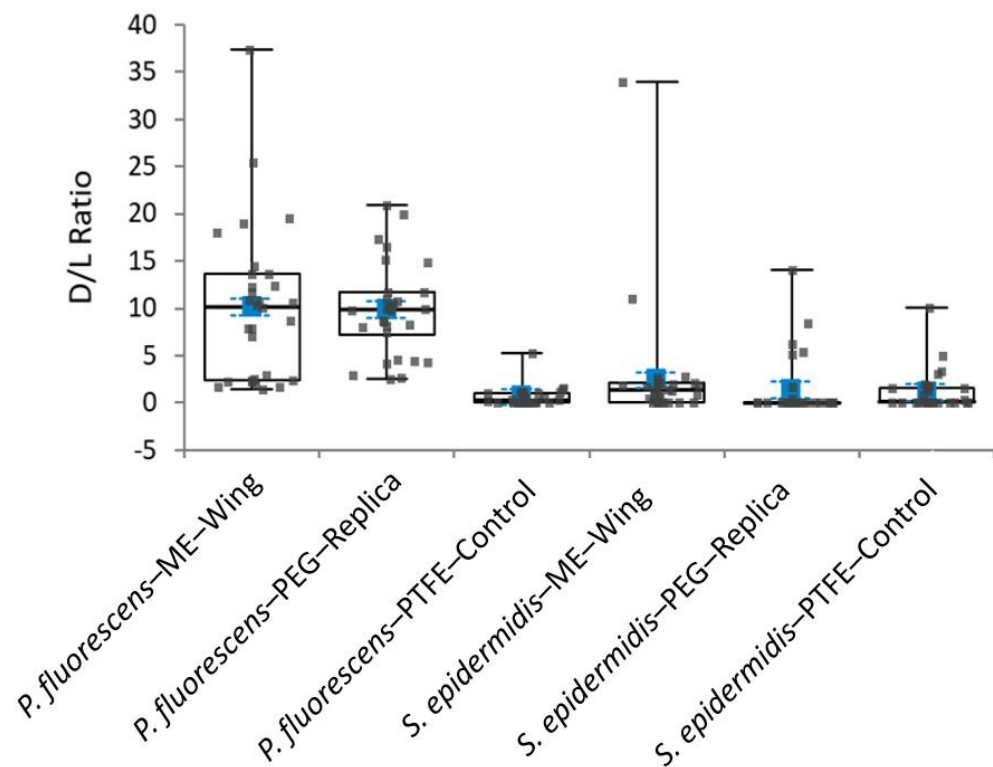 40
35
30
25
20
15
10
5
0
-5
D/L Ratio
P. fluorescens–ME–Wing
P. fluorescens–PEG–Replica
P. fluorescens–PTFE–Control
S. epidermidis–ME–Wing
S. epidermidis–PEG–Replica
S. epidermidis–PTFE–Control